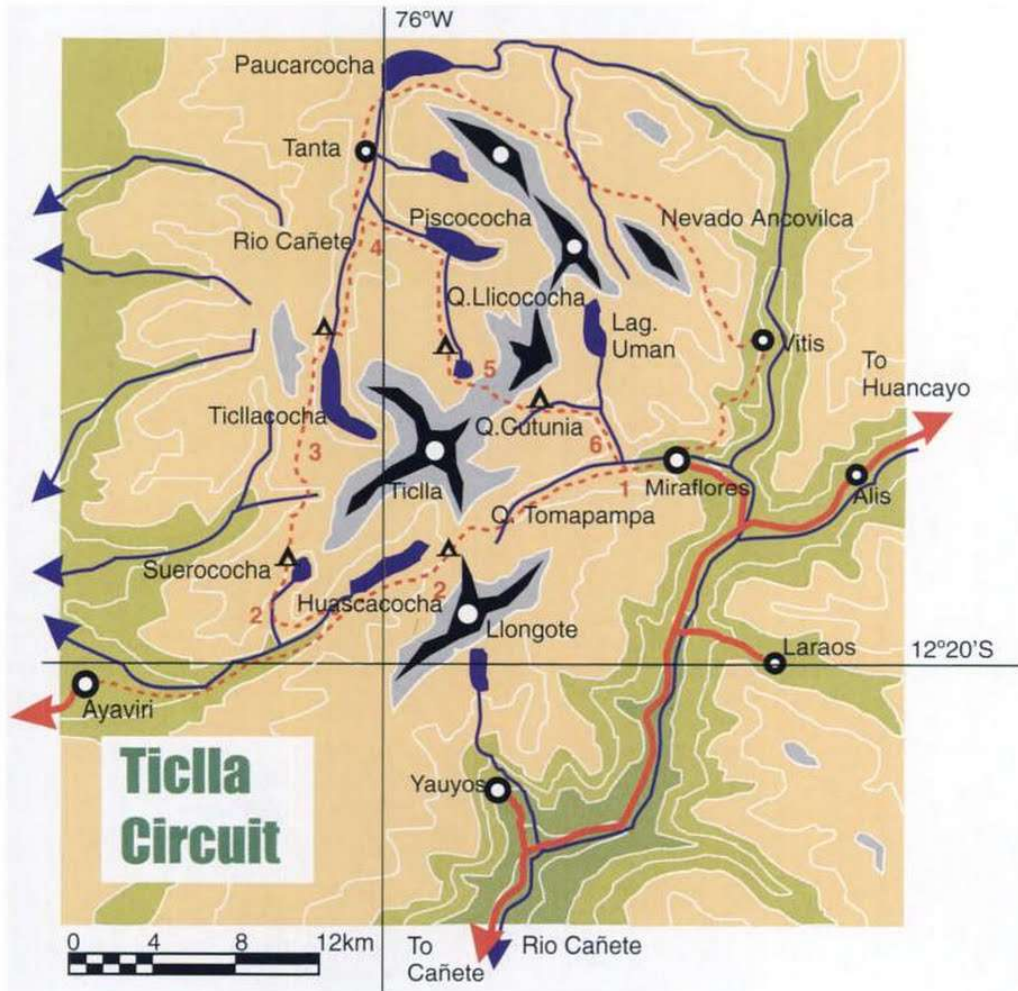 76°W
Paucarcocha
Tanta
Piscococha
Nevado Ancovilca
Rio Cañete
4
Q.Llicococha
Lag.
Uman
Vitis
To
Huancayo
5
Ticllacocha
Q.Cutunia
3
6
Ticlla
1
Miraflores
Alis
Q. Tomapampa
Suerococha
2
Huascacocha
2
Llongote
Laraos
12°20'S
Ayaviri
Ticlla
Circuit
Yauyos
0 4 8 12km
To
Cañete
Rio Cañete